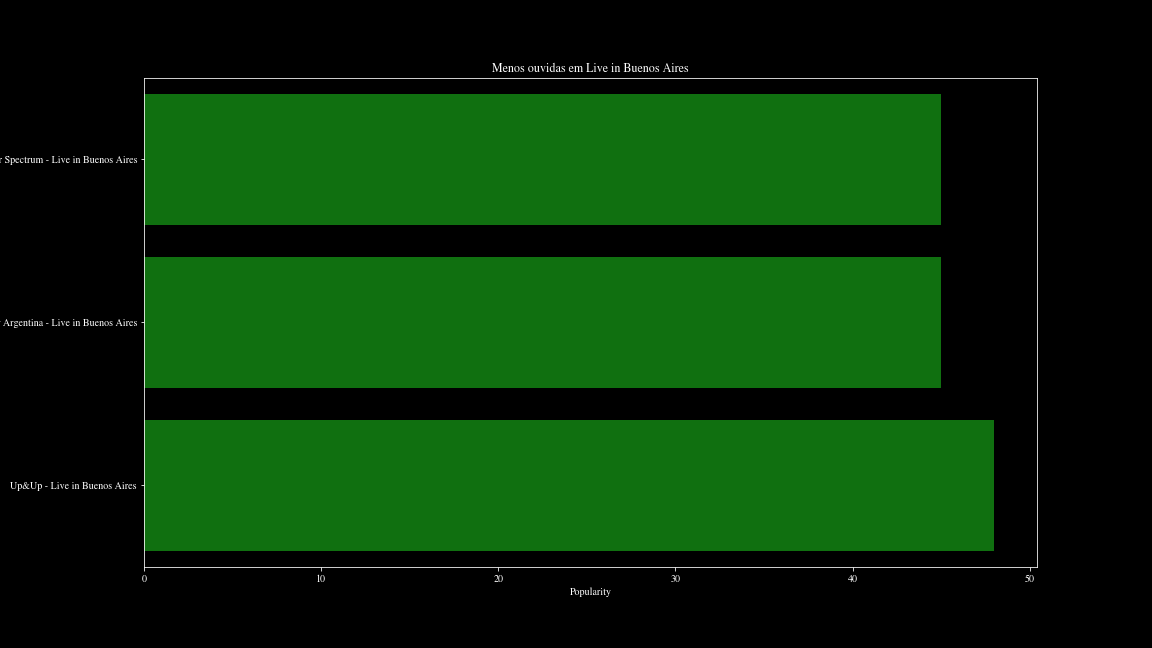 Menos ouvidas em Live in Buenos Aires
Spectrum - Live in Buenos Aires
Argentina - Live in Buenos Aires
Up&Up - Live in Buenos Aires
0 10 20 30 40 50
Popularity